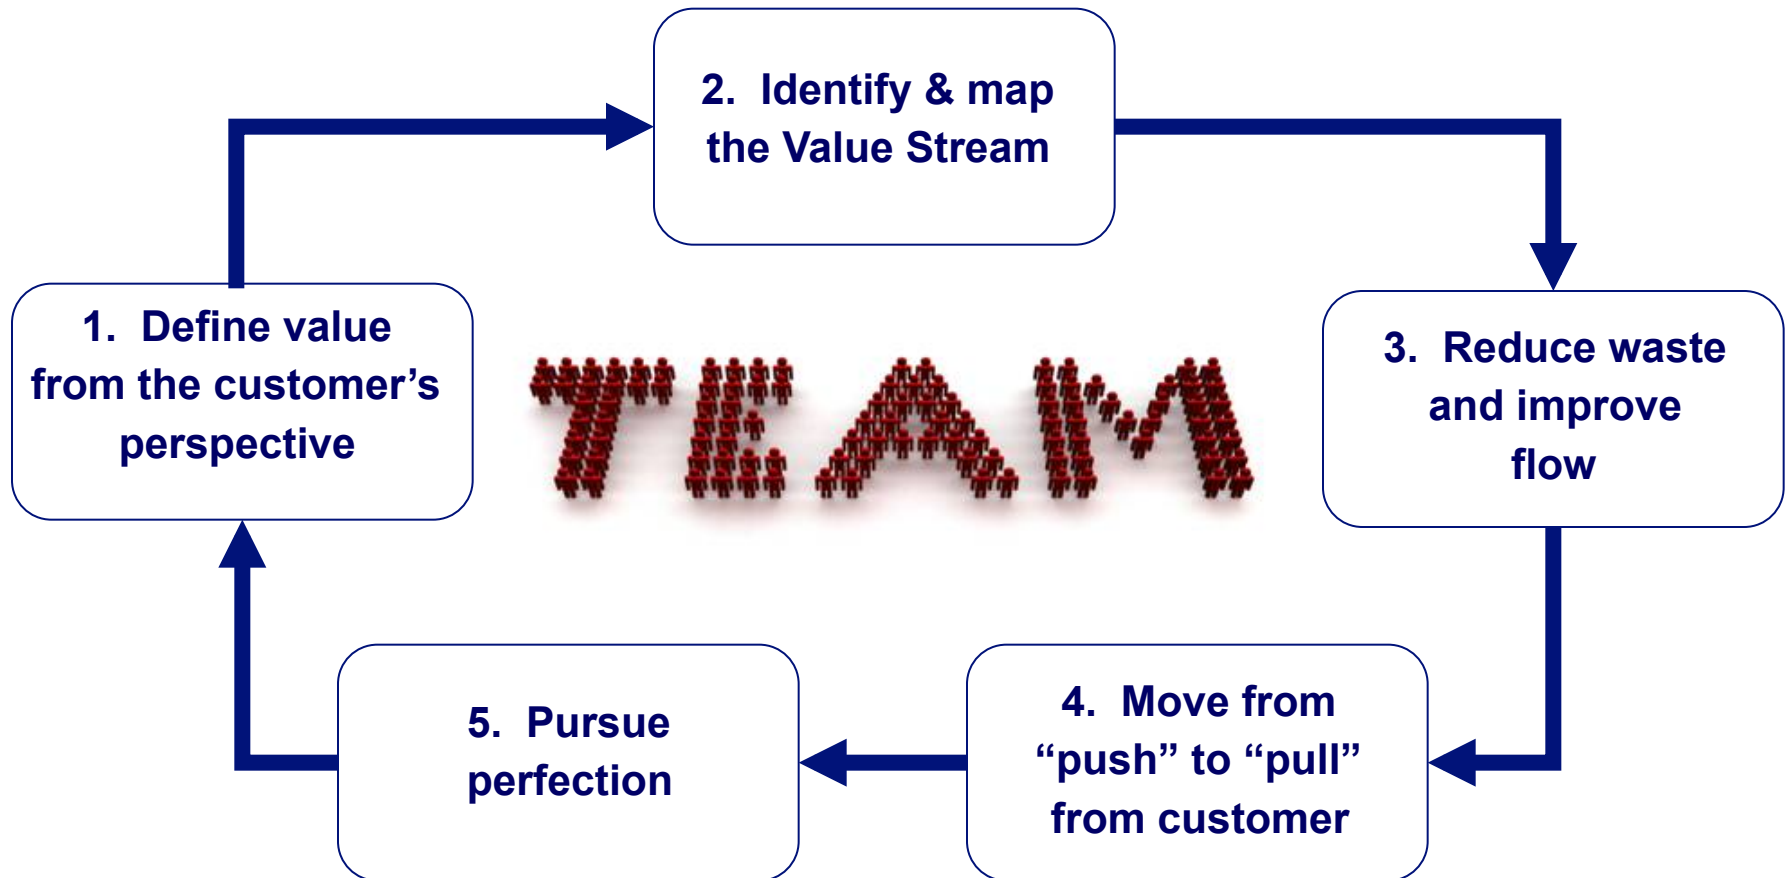 2.  Identify & map
the Value Stream
1.  Define value
from the customer’s
perspective
3.  Reduce waste
and improve
flow
TEAM
5.  Pursue
perfection
4.  Move from
“push” to “pull”
from customer